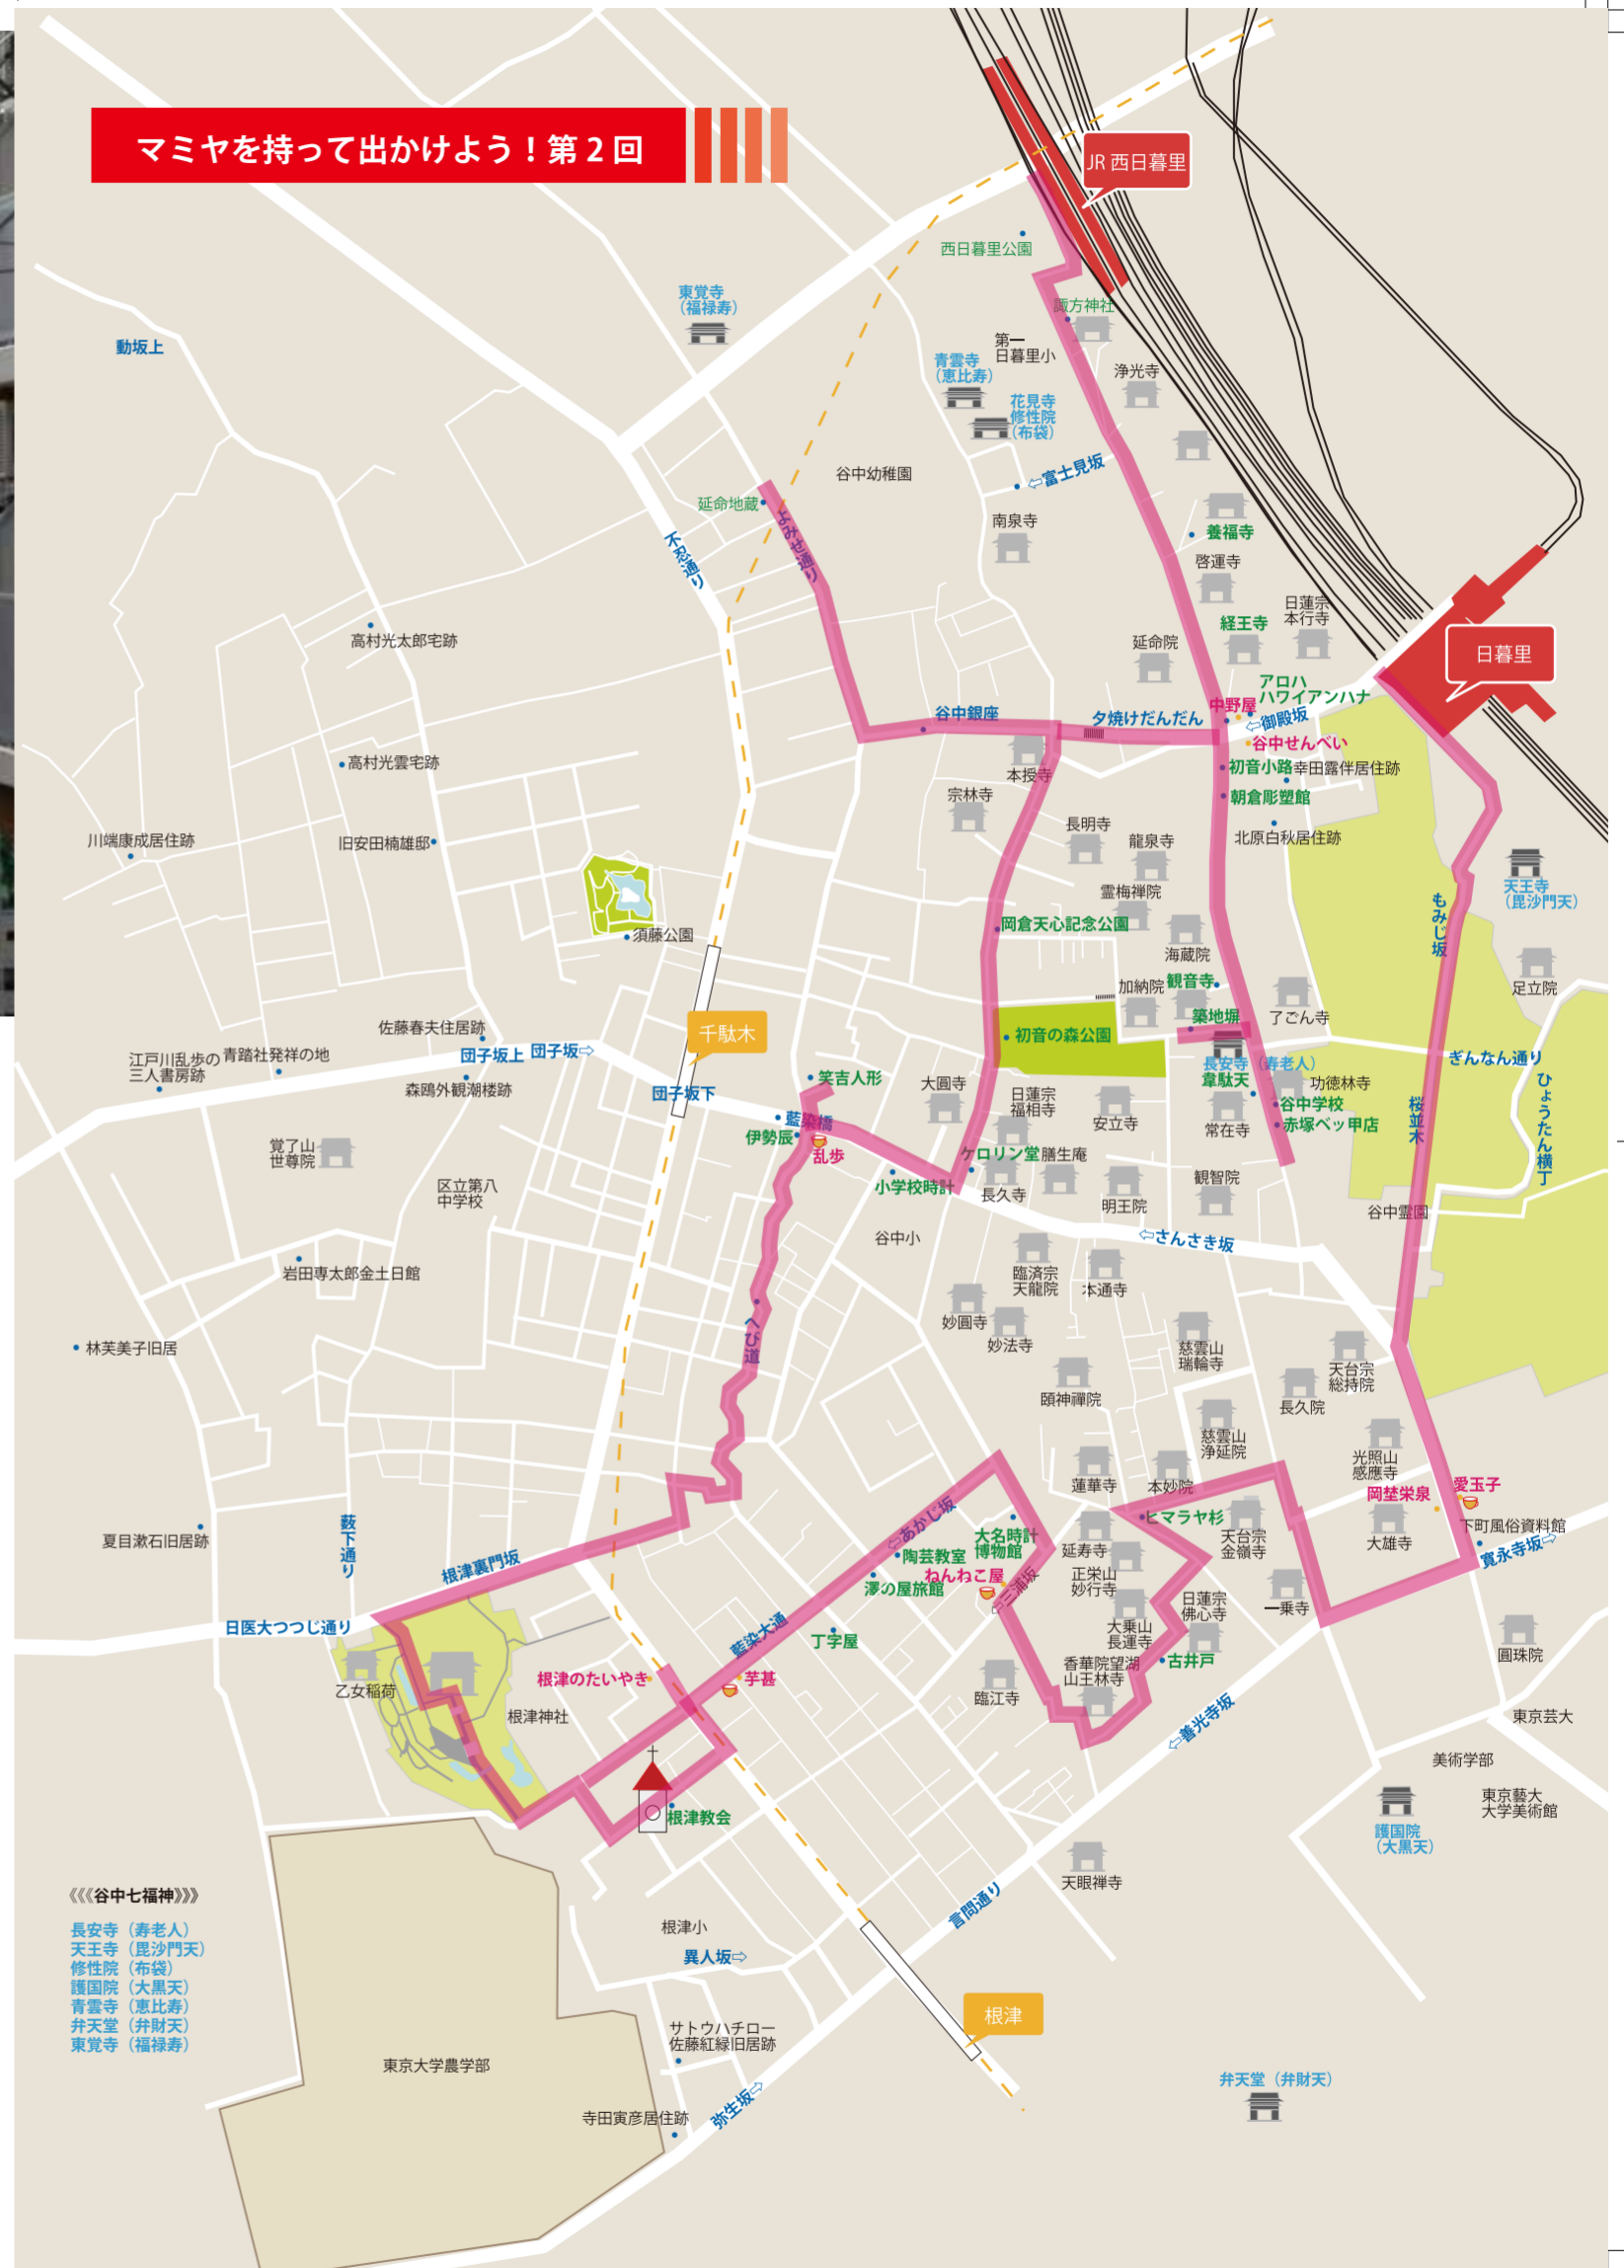 マミヤを持って出かけよう！第2回
JR 西日暮里
西日暮里公園
東覚寺
（福禄寿）
諏方神社
動坂上
第一
日暮里小
青雲寺
（恵比寿）
浄光寺
花見寺
修性院
（布袋）
⇦富士見坂
谷中幼稚園
延命地蔵
よみせ通り
不忍通り
南泉寺
養福寺
啓運寺
日蓮宗
本行寺
経王寺
高村光太郎宅跡
延命院
日暮里
アロハ
ハワイアンハナ
中野屋
⇦御殿坂
谷中銀座
夕焼けだんだん
谷中せんべい
高村光雲宅跡
本授寺
初音小路
幸田露伴居住跡
宗林寺
朝倉彫塑館
長明寺
川端康成居住跡
旧安田楠雄邸
龍泉寺
北原白秋居住跡
霊梅禅院
天王寺
（毘沙門天）
もみじ坂
須藤公園
岡倉天心記念公園
海蔵院
加納院
観音寺
足立院
千駄木
築地塀
了ごん寺
佐藤春夫住居跡
初音の森公園
江戸川乱歩の
三人書房跡
青踏社発祥の地
団子坂上
団子坂⇨
ぎんなん通り
長安寺（寿老人）
韋駄天
功徳林寺
森鴎外観潮楼跡
団子坂下
笑吉人形
大圓寺
日蓮宗
福相寺
安立寺
常在寺
谷中学校
赤塚ベッ甲店
桜並木
ひょうたん横丁
藍染橋
伊勢辰
乱歩
覚了山
世尊院
ケロリン堂
膳生庵
小学校時計
長久寺
明王院
観智院
区立第八
中学校
谷中霊園
谷中小
⇦さんさき坂
岩田専太郎金土日館
臨済宗
天龍院
本通寺
妙圓寺
妙法寺
へび道
林芙美子旧居
慈雲山
瑞輪寺
天台宗
総持院
頤神禪院
長久院
慈雲山
浄延院
光照山
感應寺
蓮華寺
本妙院
岡埜栄泉
愛玉子
⇦あかじ坂
大名時計
博物館
ヒマラヤ杉
天台宗
金嶺寺
大雄寺
下町風俗資料館
寛永寺坂⇨
夏目漱石旧居跡
薮下通り
延寿寺
陶芸教室
根津裏門坂
澤の屋旅館
ねんねこ屋
⇦三浦坂
正栄山
妙行寺
日蓮宗
佛心寺
一乗寺
日医大つつじ通り
藍染大通
丁字屋
大乗山
長運寺
圓珠院
古井戸
香華院望湖
山王林寺
根津のたいやき
芋甚
乙女稲荷
臨江寺
根津神社
⇦善光寺坂
東京芸大
美術学部
東京藝大
大学美術館
根津教会
護国院
（大黒天）
天眼禅寺
《《《谷中七福神》》》
長安寺（寿老人）
天王寺（毘沙門天）
修性院（布袋）
護国院（大黒天）
青雲寺（恵比寿）
弁天堂（弁財天）
東覚寺（福禄寿）
言問通り
根津小
異人坂⇨
根津
サトウハチロー
佐藤紅緑旧居跡
東京大学農学部
弁天堂（弁財天）
弥生坂⇨
寺田寅彦居住跡